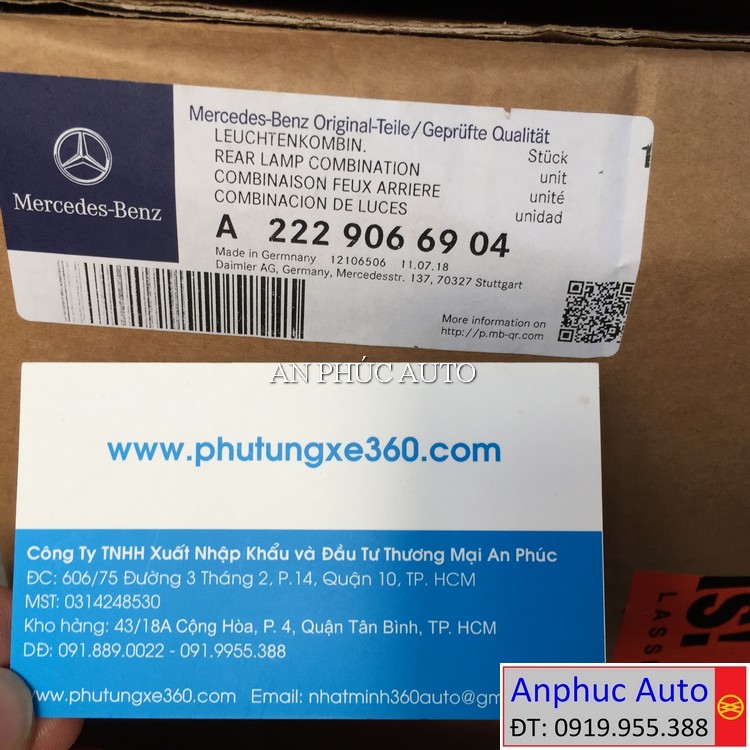 Mercedes-Benz
Mercedes-Benz Original-Teile/Geprüfte Qualität
LEUCHTENKOMBIN. Stück
REAR LAMP COMBINATION unit
COMBINAISON FEUX ARRIERE unité
COMBINACION DE LUCES unidad
A 222 906 69 04
Made in Germnany 12106506 11.07.18
Daimler AG, Germany, Mercedesstr. 137, 70327 Stuttgart
More information on
http://p.mb-qr.com
AN PHÚC AUTO
www.phutungxe360.com
Công Ty TNHH Xuất Nhập Khẩu và Đầu Tư Thương Mại An Phúc
ĐC: 606/75 Đường 3 Tháng 2, P.14, Quận 10, TP. HCM
MST: 0314248530
Kho hàng: 43/18A Cộng Hòa, P. 4, Quận Tân Bình, TP. HCM
DĐ: 091.889.0022 - 091.9955.388
www.phutungxe360.com Email: nhatminh360auto@gm
Anphuc Auto
ĐT: 0919.955.388